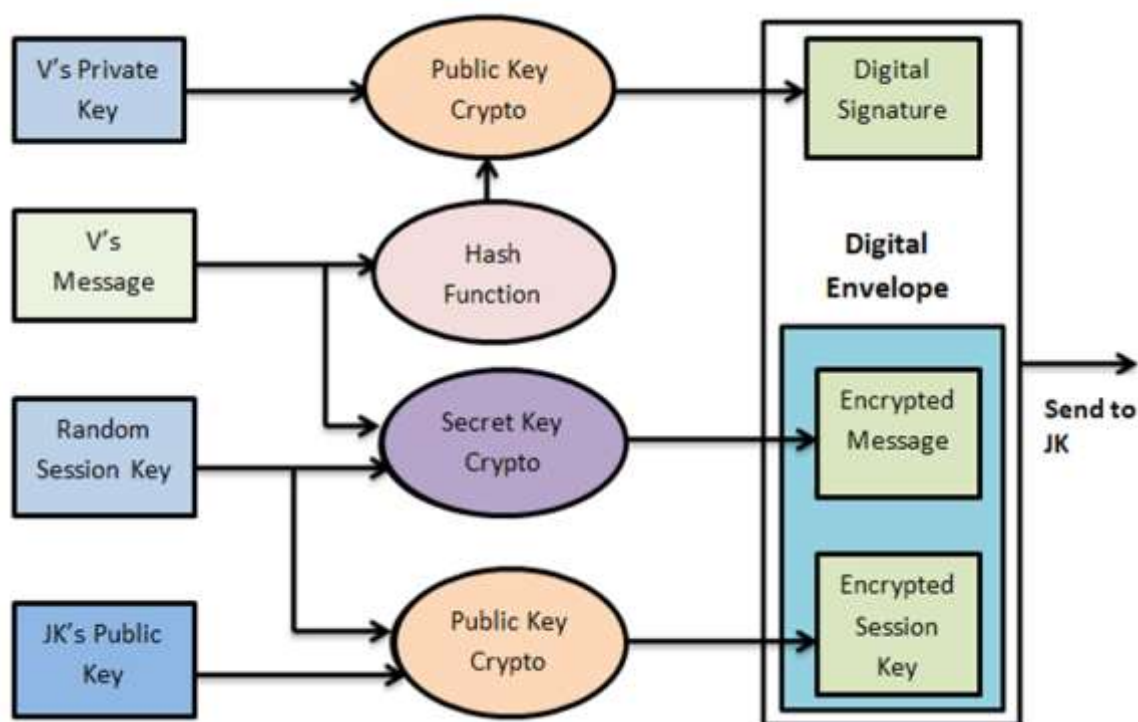 V's Private
Key
Public Key
Crypto
Digital
Signature
V's
Message
Hash
Function
Digital
Envelope
Random
Session Key
Secret Key
Crypto
Encrypted
Message
Send to
JK
JK's Public
Key
Public Key
Crypto
Encrypted
Session
Key